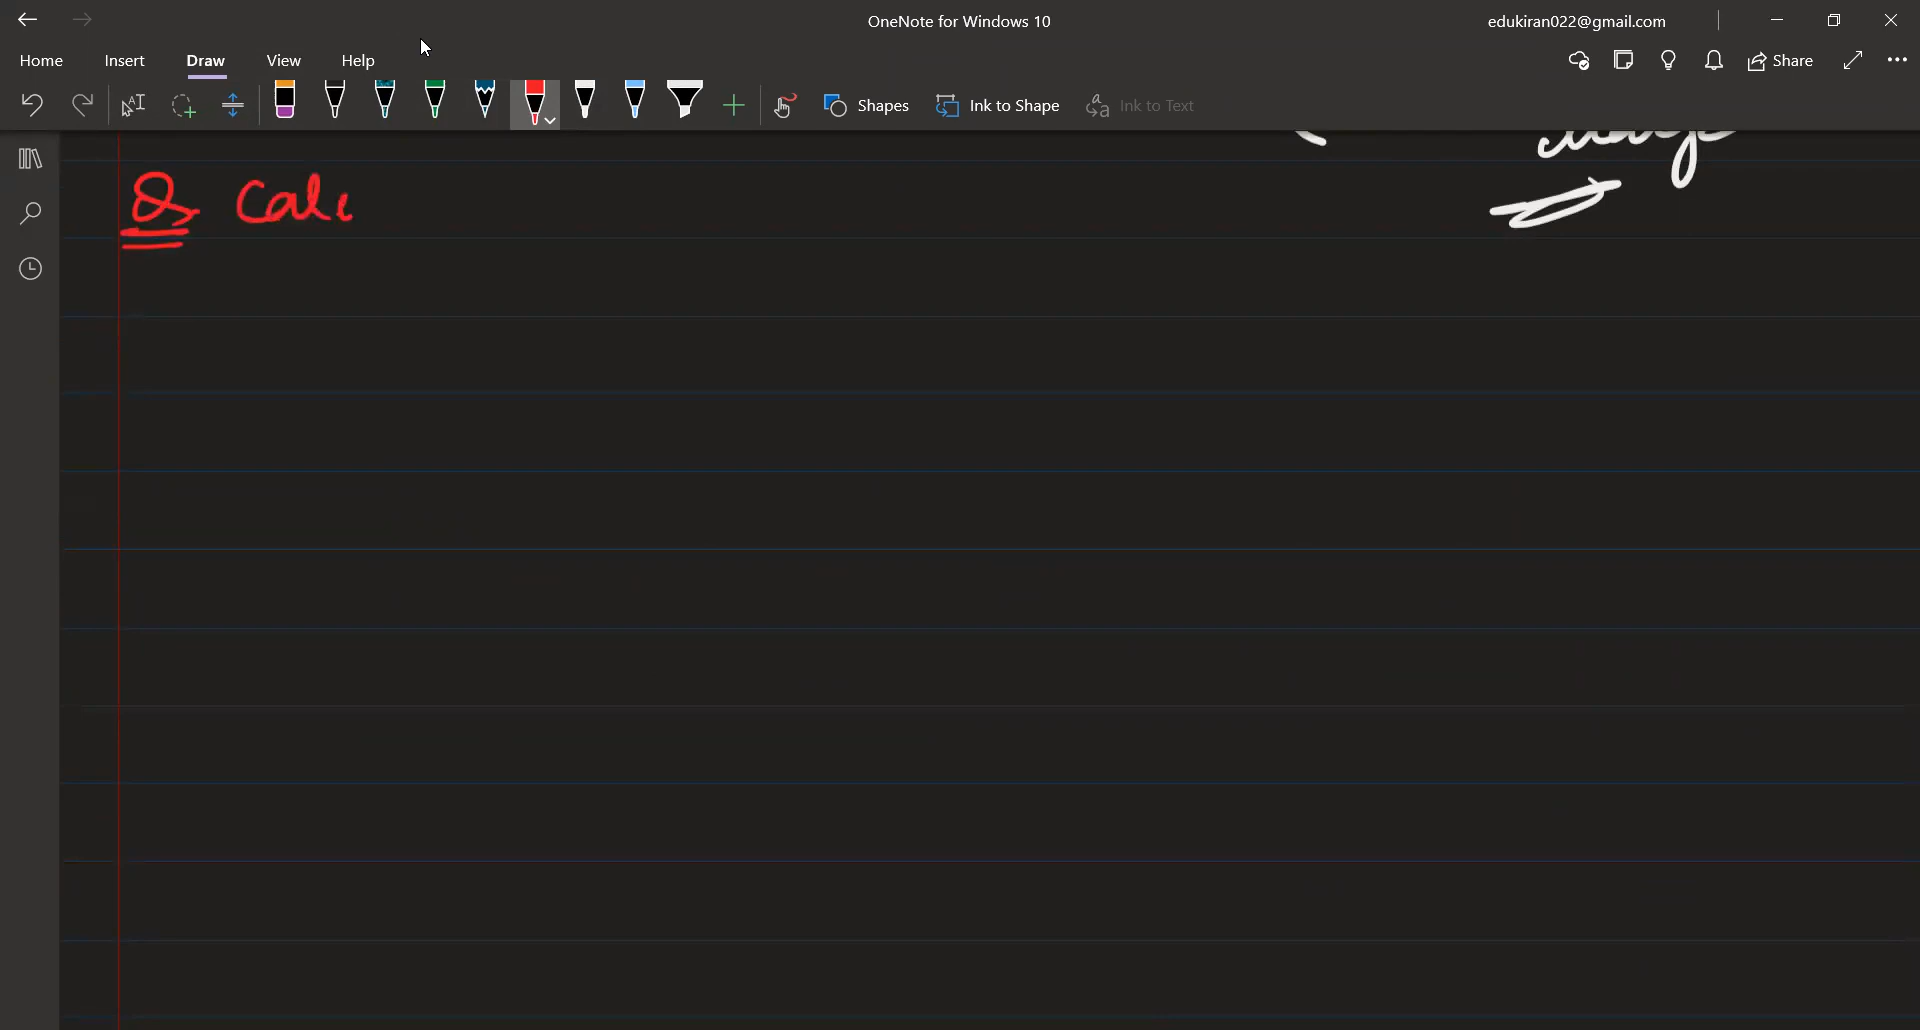 OneNote for Windows 10
edukiran022@gmail.com
Home Insert Draw View Help
Share
Shapes
Ink to Shape
Ink to Text
Q Calc